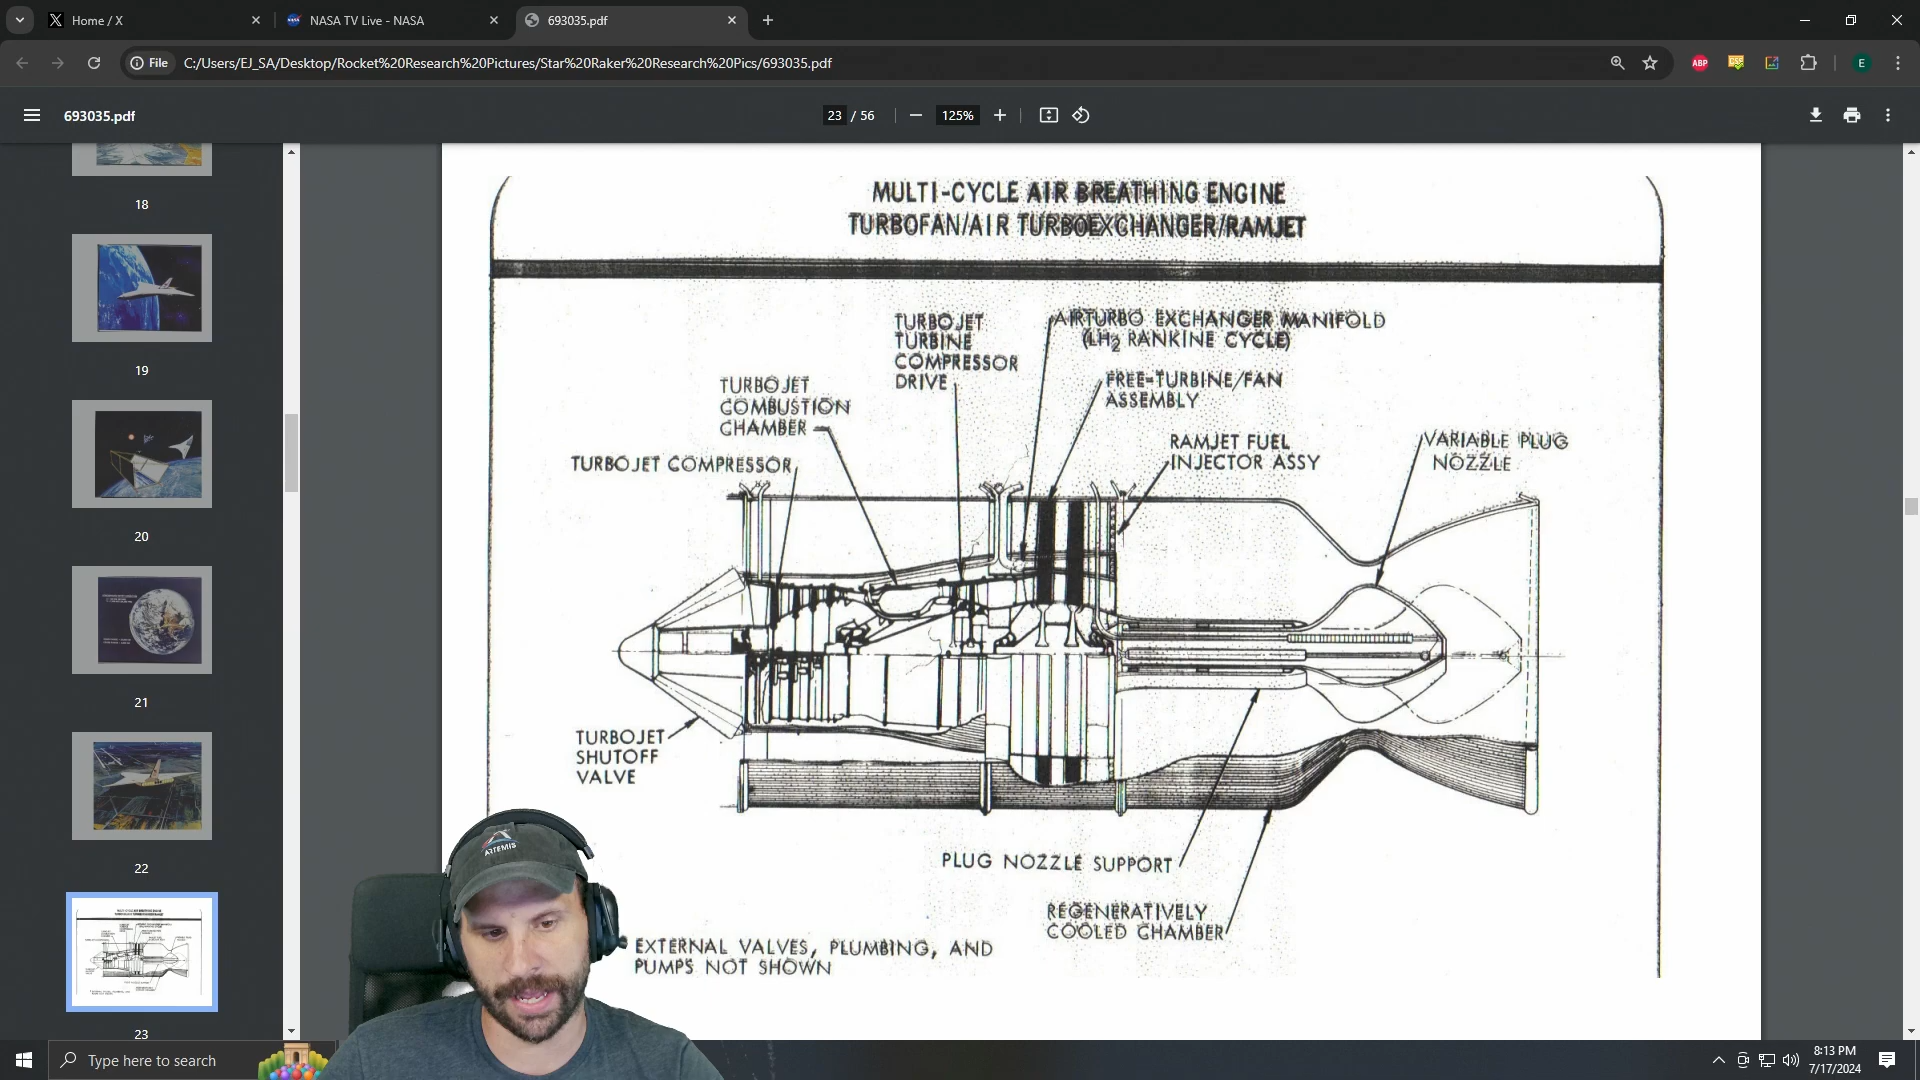 Home / X
NASA TV Live - NASA
693035.pdf
File
C:/Users/EJ_SA/Desktop/Rocket%20Research%20Pictures/Star%20Raker%20Research%20Pics/693035.pdf
ABP
E
693035.pdf
23 / 56
125%
18
19
20
21
22
23
MULTI-CYCLE AIR BREATHING ENGINE
TURBOFAN/AIR TURBOEXCHANGER/RAMJET
TURBOJET
TURBINE
COMPRESSOR
DRIVE
AIRTURBO EXCHANGER MANIFOLD
(LH2 RANKINE CYCLE)
FREE-TURBINE/FAN
ASSEMBLY
TURBOJET
COMBUSTION
CHAMBER
TURBOJET COMPRESSOR
RAMJET FUEL
INJECTOR ASSY
VARIABLE PLUG
NOZZLE
TURBOJET
SHUTOFF
VALVE
PLUG NOZZLE SUPPORT
REGENERATIVELY
COOLED CHAMBER
EXTERNAL VALVES, PLUMBING, AND
PUMPS NOT SHOWN
ARTEMIS
Type here to search
8:13 PM
7/17/2024